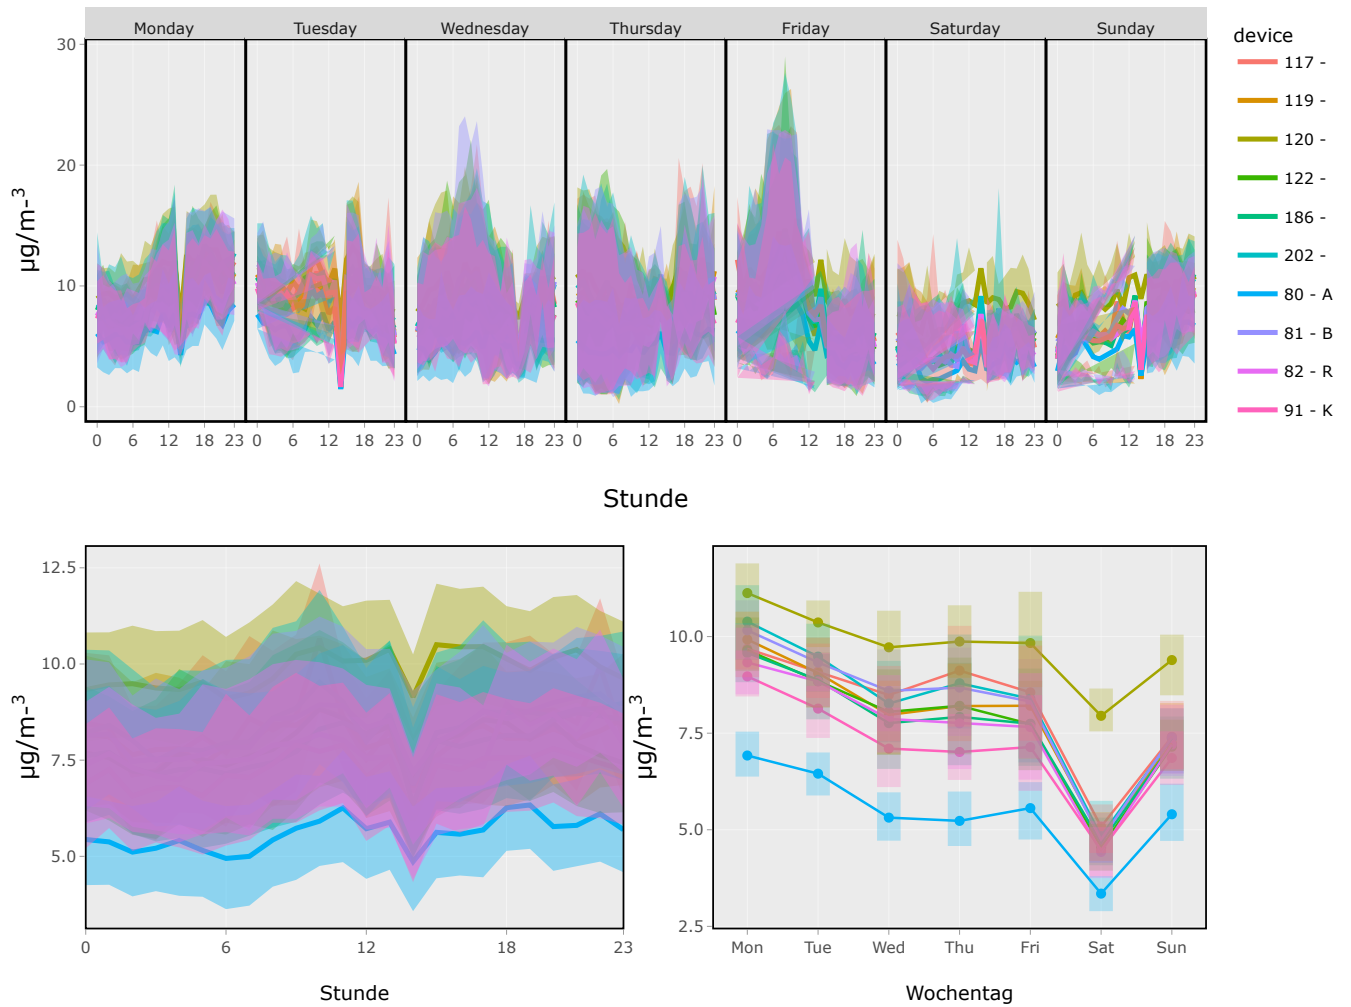 Monday Tuesday Wednesday Thursday Friday Saturday Sunday
30
20
10
0
µg/m-³
0 6 12 18 23 0 6 12 18 23 0 6 12 18 23 0 6 12 18 23 0 6 12 18 23 0 6 12 18 23 0 6 12 18 23
Stunde
device
117 -
119 -
120 -
122 -
186 -
202 -
80 - A
81 - B
82 - R
91 - K
12.5
10.0
7.5
5.0
µg/m-³
0 6 12 18 23
Stunde
10.0
7.5
5.0
2.5
µg/m-³
Mon Tue Wed Thu Fri Sat Sun
Wochentag